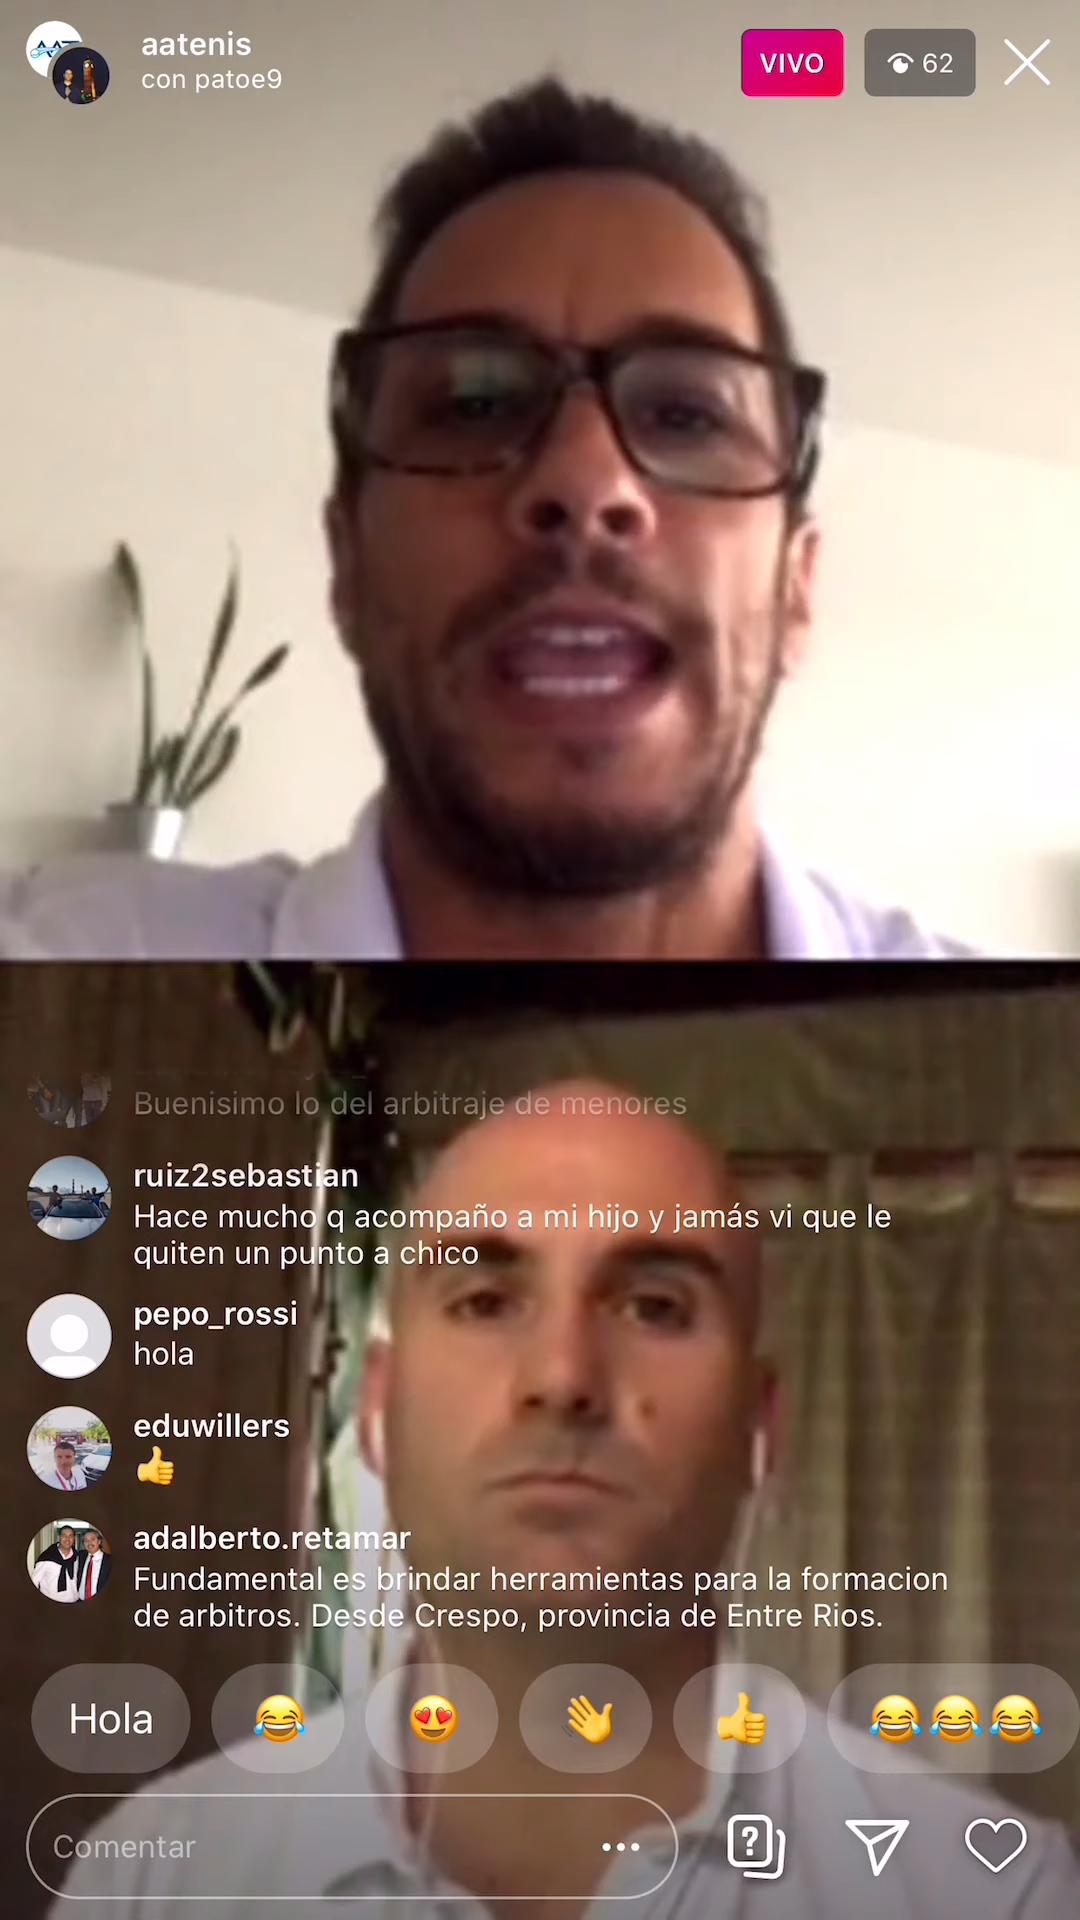 aatenis
con patoe9
VIVO
62
Buenisimo lo del arbitraje de menores
ruiz2sebastian
Hace mucho q acompaño a mi hijo y jamás vi que le
quiten un punto a chico
pepo_rossi
hola
eduwillers
👍
adalberto.retamar
Fundamental es brindar herramientas para la formacion
de arbitros. Desde Crespo, provincia de Entre Rios.
Hola 😂 😍 👋 👍 😂😂😂
Comentar